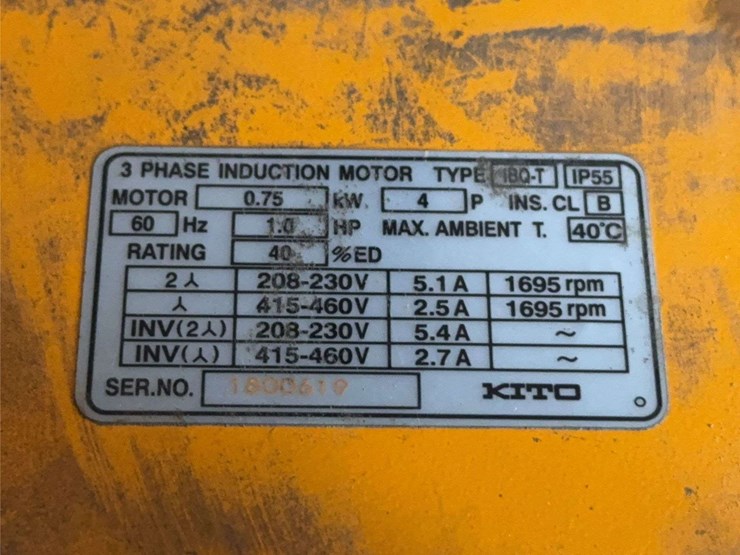 3 PHASE INDUCTION MOTOR TYPE IBQ-T IP55
MOTOR 0.75 kW 4 P INS. CL B
60 Hz 1.0 HP MAX. AMBIENT T. 40°C
RATING 40 %ED
2人 208-230V 5.1 A 1695 rpm
人 415-460V 2.5 A 1695 rpm
INV(2人) 208-230V 5.4 A ~
INV(人) 415-460V 2.7 A ~
SER.NO. 1800619 KITO